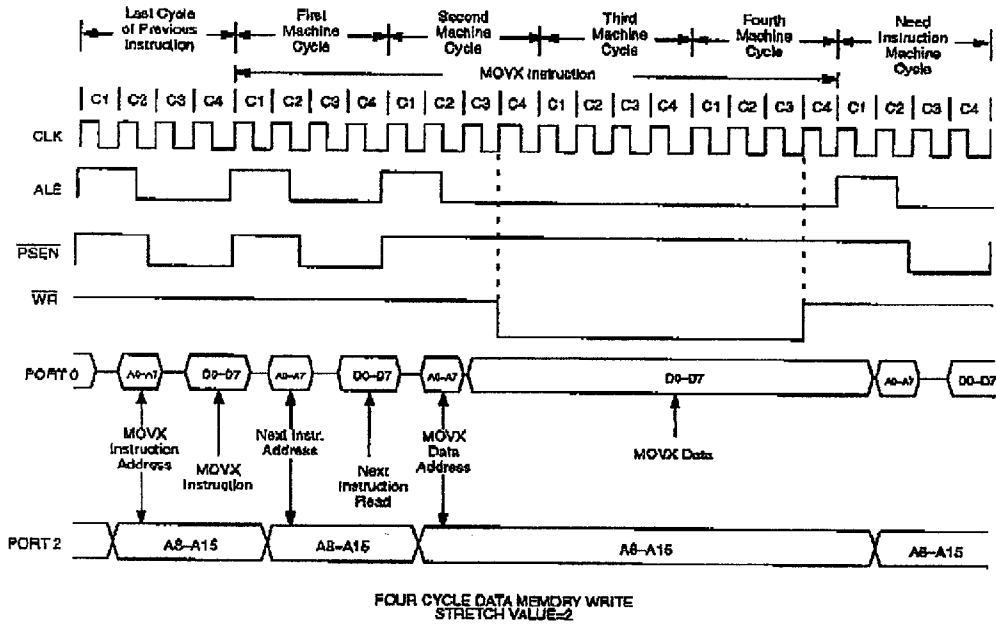 Last Cycle
of Previous
Instruction
First
Machine
Cycle
Second
Machine
Cycle
Third
Machine
Cycle
Fourth
Machine
Cycle
Need
Instruction
Machine
Cycle
MOVX Instruction
C1 C2 C3 C4 C1 C2 C3 C4 C1 C2 C3 C4 C1 C2 C3 C4 C1 C2 C3 C4 C1 C2 C3 C4
CLK
ALE
PSEN
WR
PORT 0
A0–A7
D0–D7
A0–A7
D0–D7
A0–A7
D0–D7
A0–A7
D0–D7
MOVX
Instruction
Address
MOVX
Instruction
Next Instr.
Address
Next
Instruction
Read
MOVX
Data
Address
MOVX Data
PORT 2
A8–A15
A8–A15
A8–A15
A8–A15
FOUR CYCLE DATA MEMORY WRITE
STRETCH VALUE=2